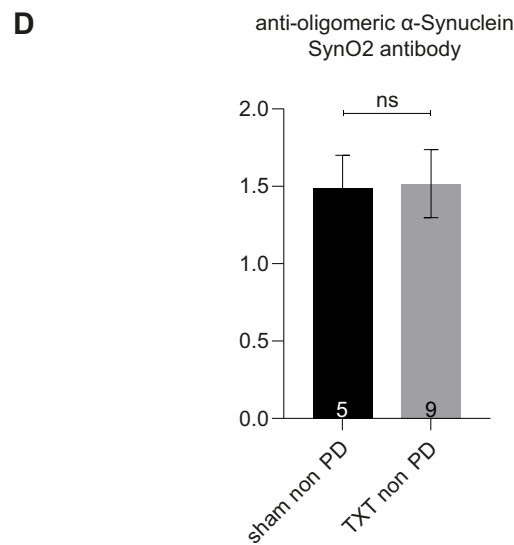 D
anti-oligomeric α-Synuclein
SynO2 antibody
ns
2.0
1.5
1.0
0.5
0.0
5
9
sham non PD
TXT non PD